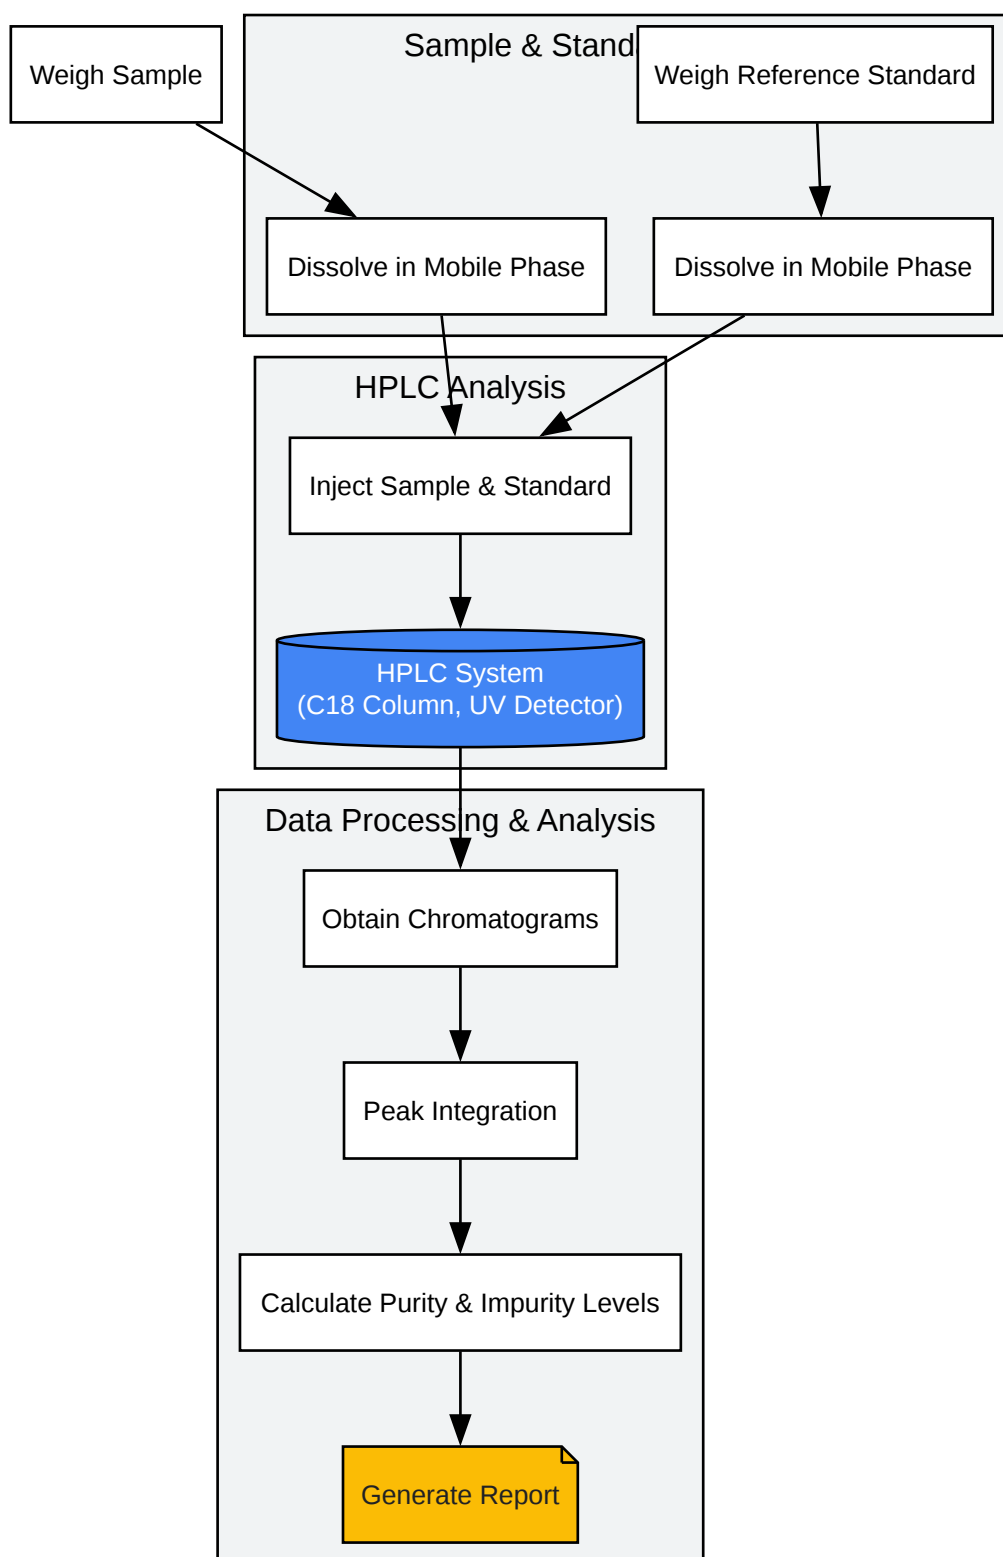 Sample & Stand
Weigh Sample
Weigh Reference Standard
Dissolve in Mobile Phase
Dissolve in Mobile Phase
HPLC Analysis
Inject Sample & Standard
HPLC System
(C18 Column, UV Detector)
Data Processing & Analysis
Obtain Chromatograms
Peak Integration
Calculate Purity & Impurity Levels
Generate Report